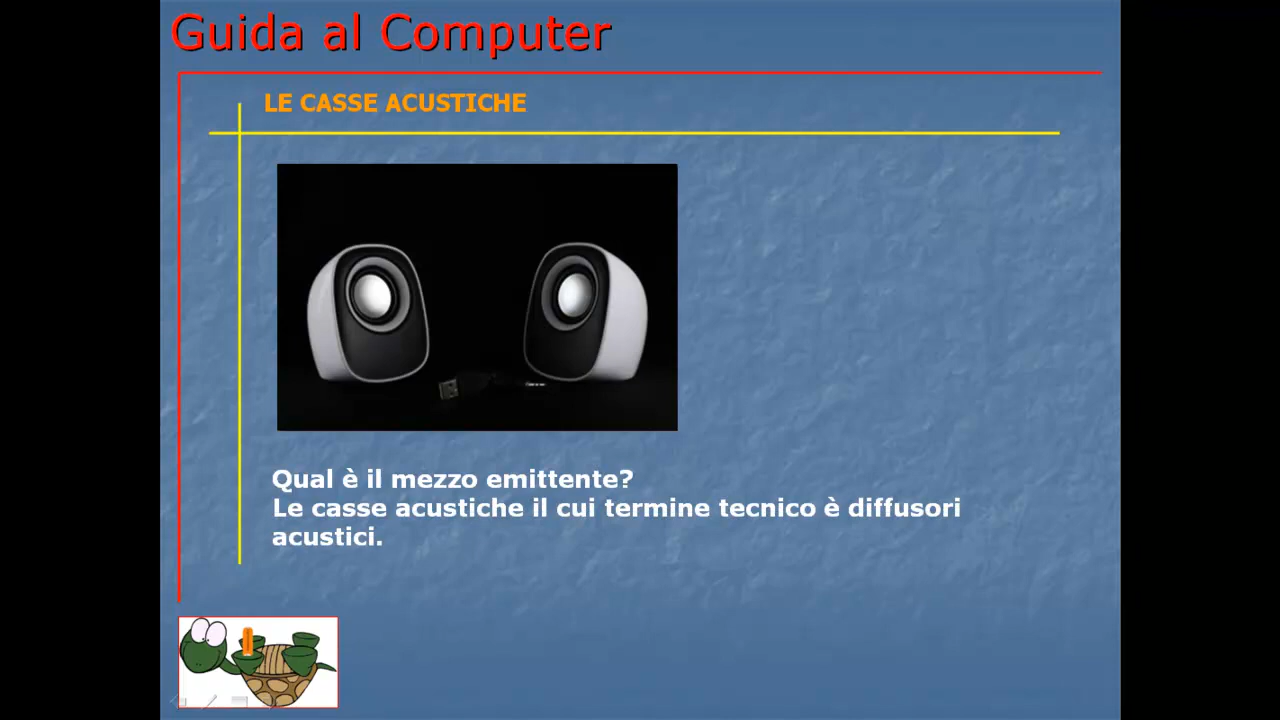 Guida al Computer
LE CASSE ACUSTICHE
Qual è il mezzo emittente?
Le casse acustiche il cui termine tecnico è diffusori
acustici.